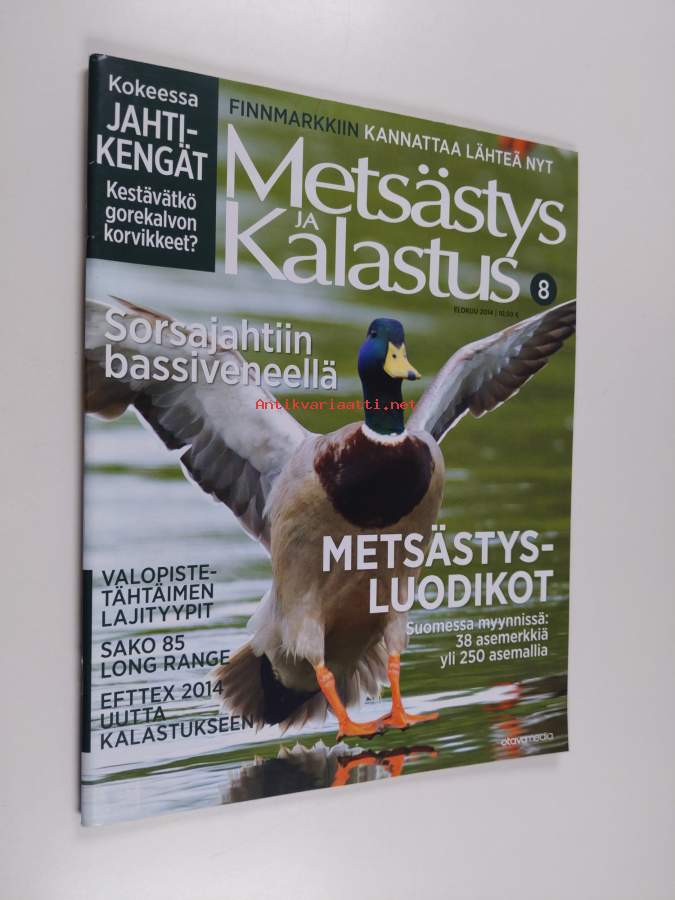 Kokeessa
JAHTI-
KENGÄT
Kestävätkö
gorekalvon
korvikkeet?
FINNMARKKIIN KANNATTAA LÄHTEÄ NYT
Metsästys
JA
Kalastus
8
ELOKUU 2014 | 10,50 €
Sorsajahtiin
bassiveneellä
Antikvariaatti.net
METSÄSTYS-
LUODIKOT
Suomessa myynnissä:
38 asemerkkiä
yli 250 asemallia
VALOPISTE-
TÄHTÄIMEN
LAJITYYPIT
SAKO 85
LONG RANGE
EFTTEX 2014
UUTTA
KALASTUKSEEN
otavamedia